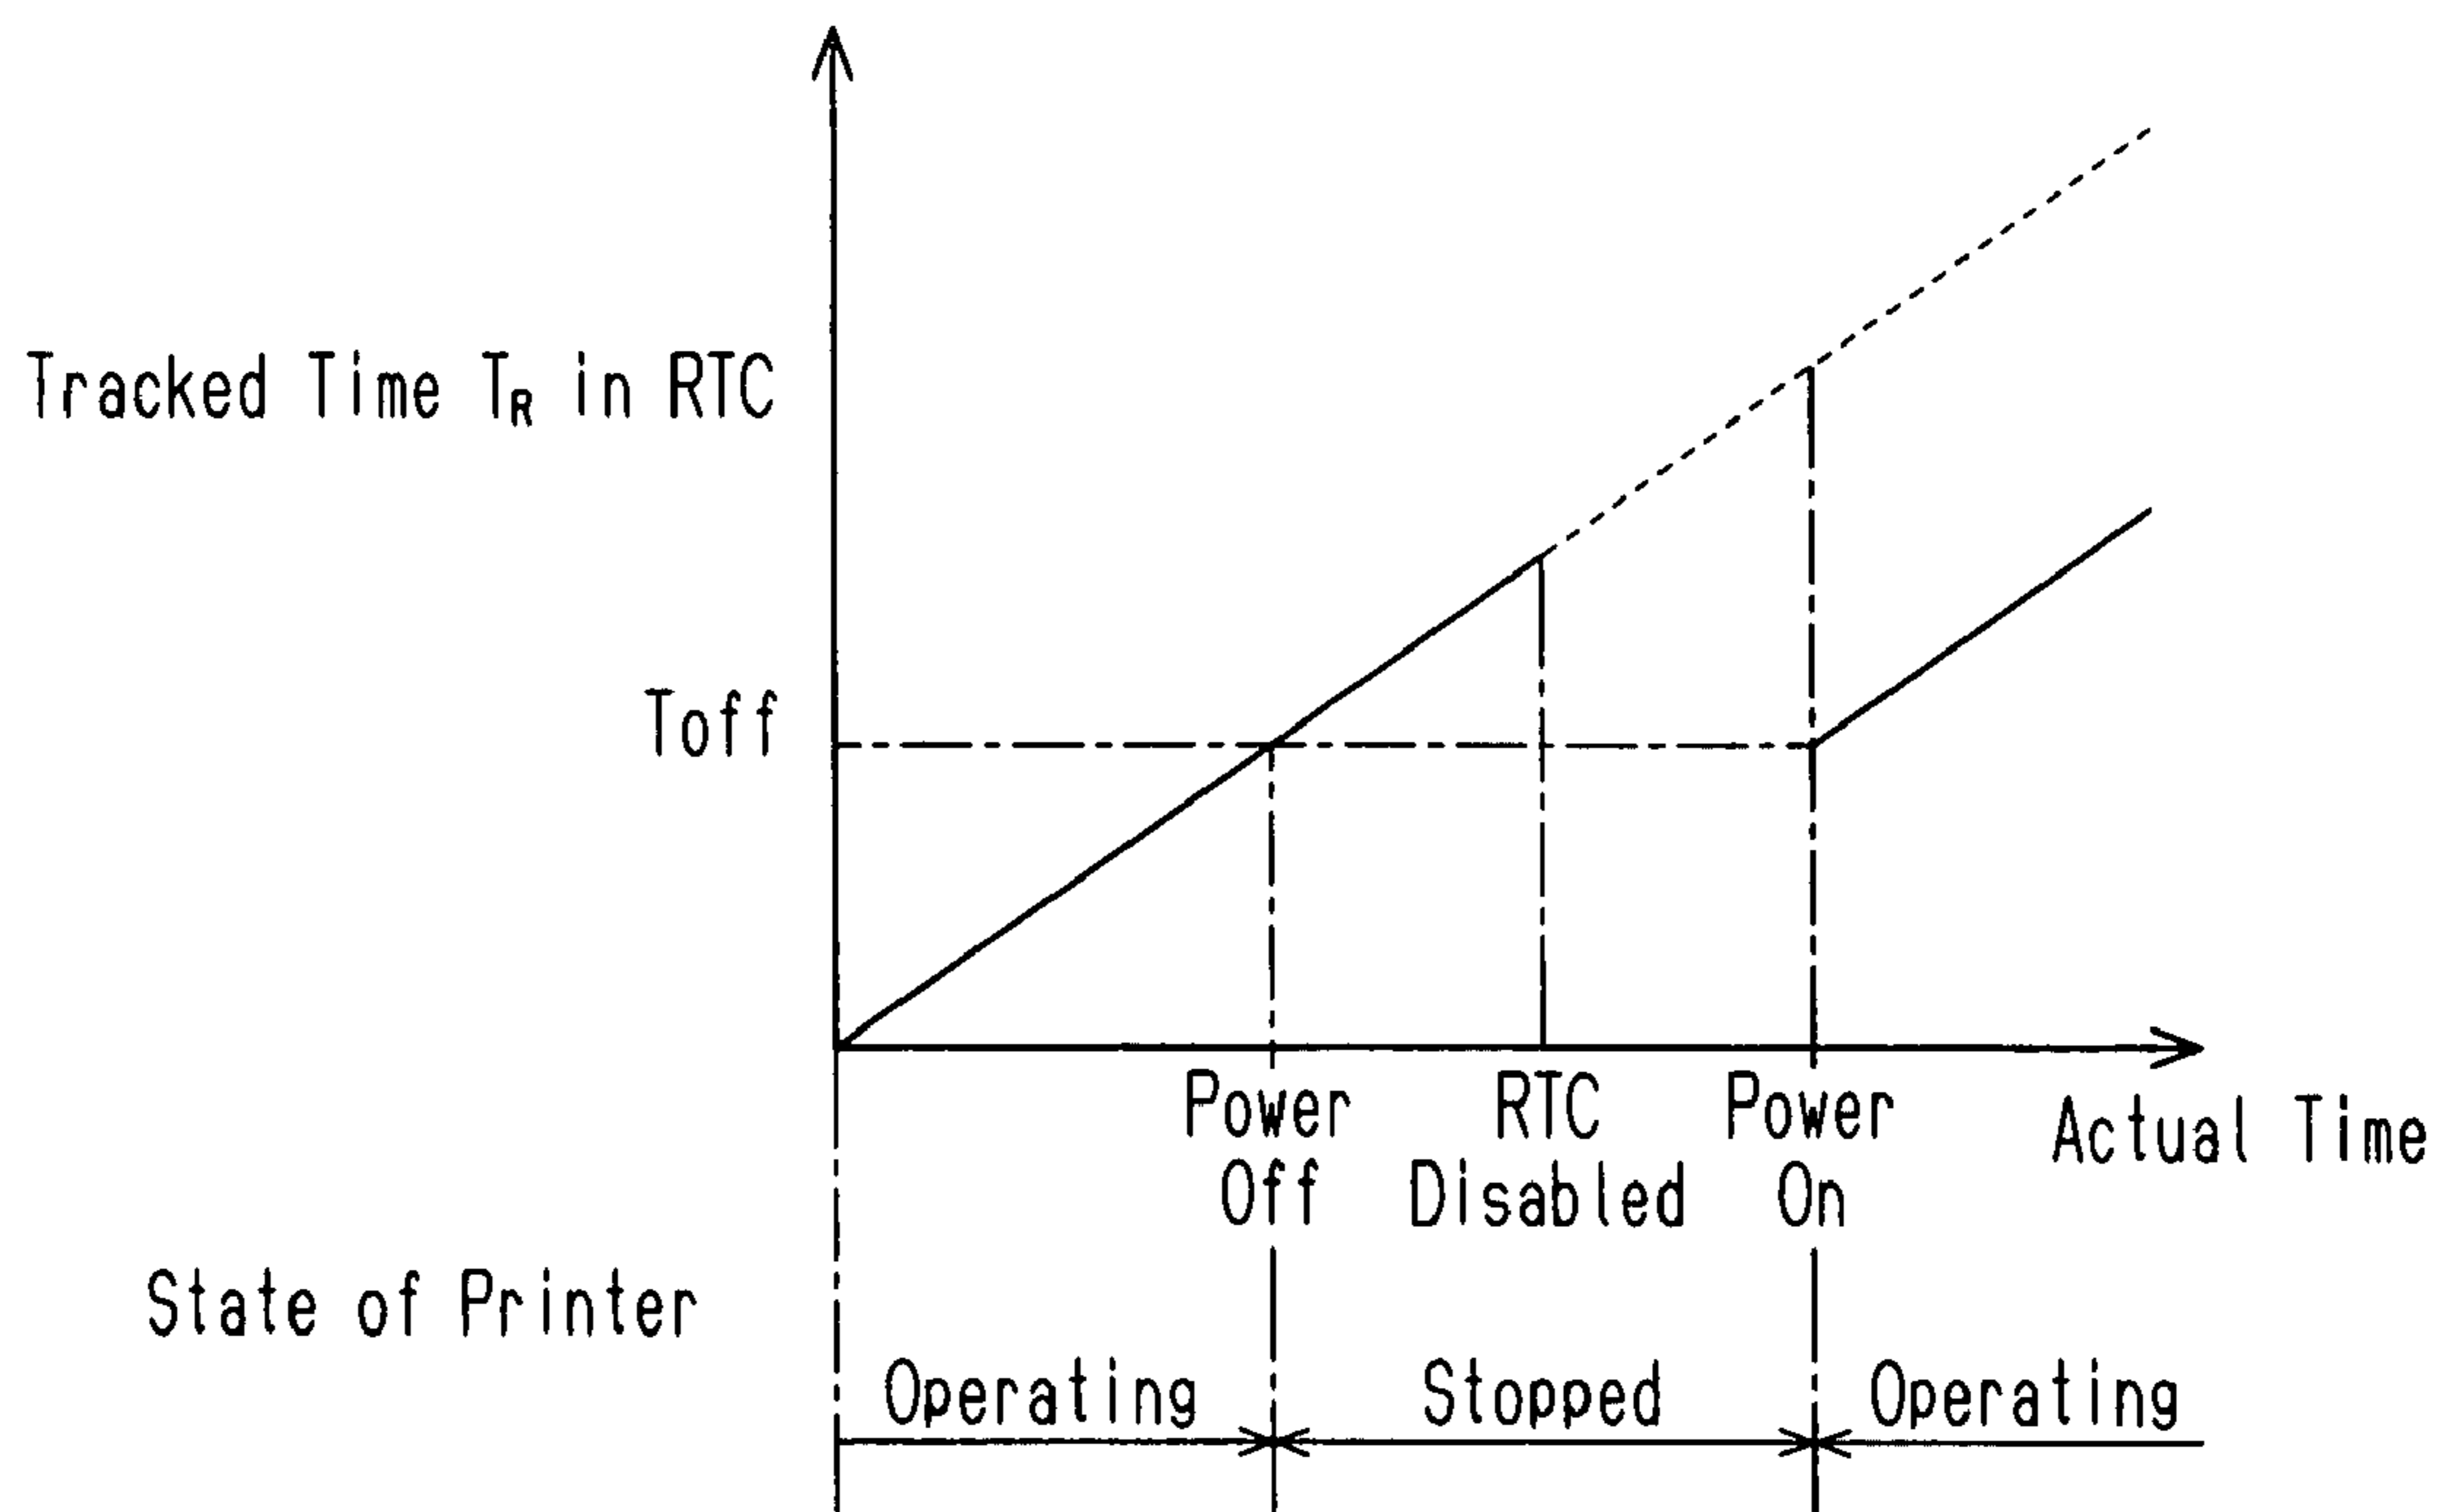 Tracked Time TR in RTC
Toff
Power Off
RTC Disabled
Power On
Actual Time
State of Printer
Operating
Stopped
Operating